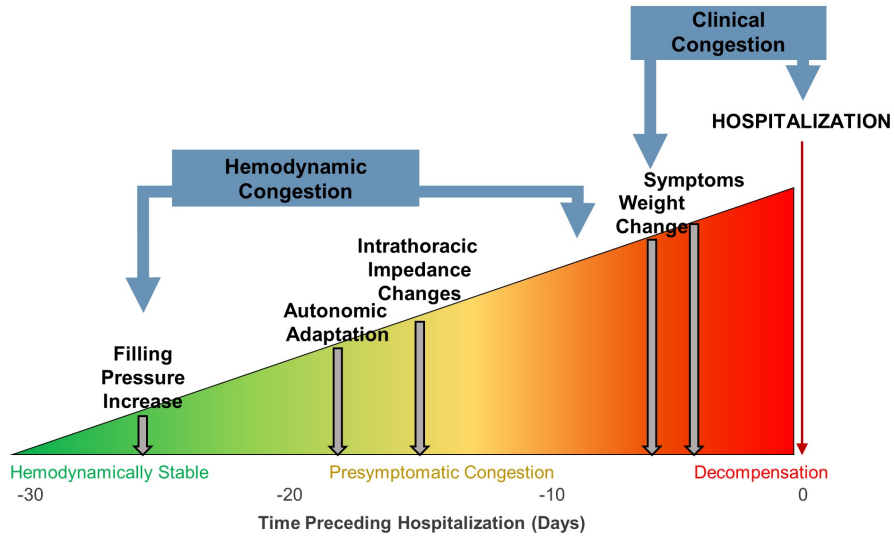 Clinical
Congestion
HOSPITALIZATION
Hemodynamic
Congestion
Symptoms
Weight
Change
Intrathoracic
Impedance
Changes
Autonomic
Adaptation
Filling
Pressure
Increase
Hemodynamically Stable
Presymptomatic Congestion
Decompensation
-30
-20
-10
0
Time Preceding Hospitalization (Days)